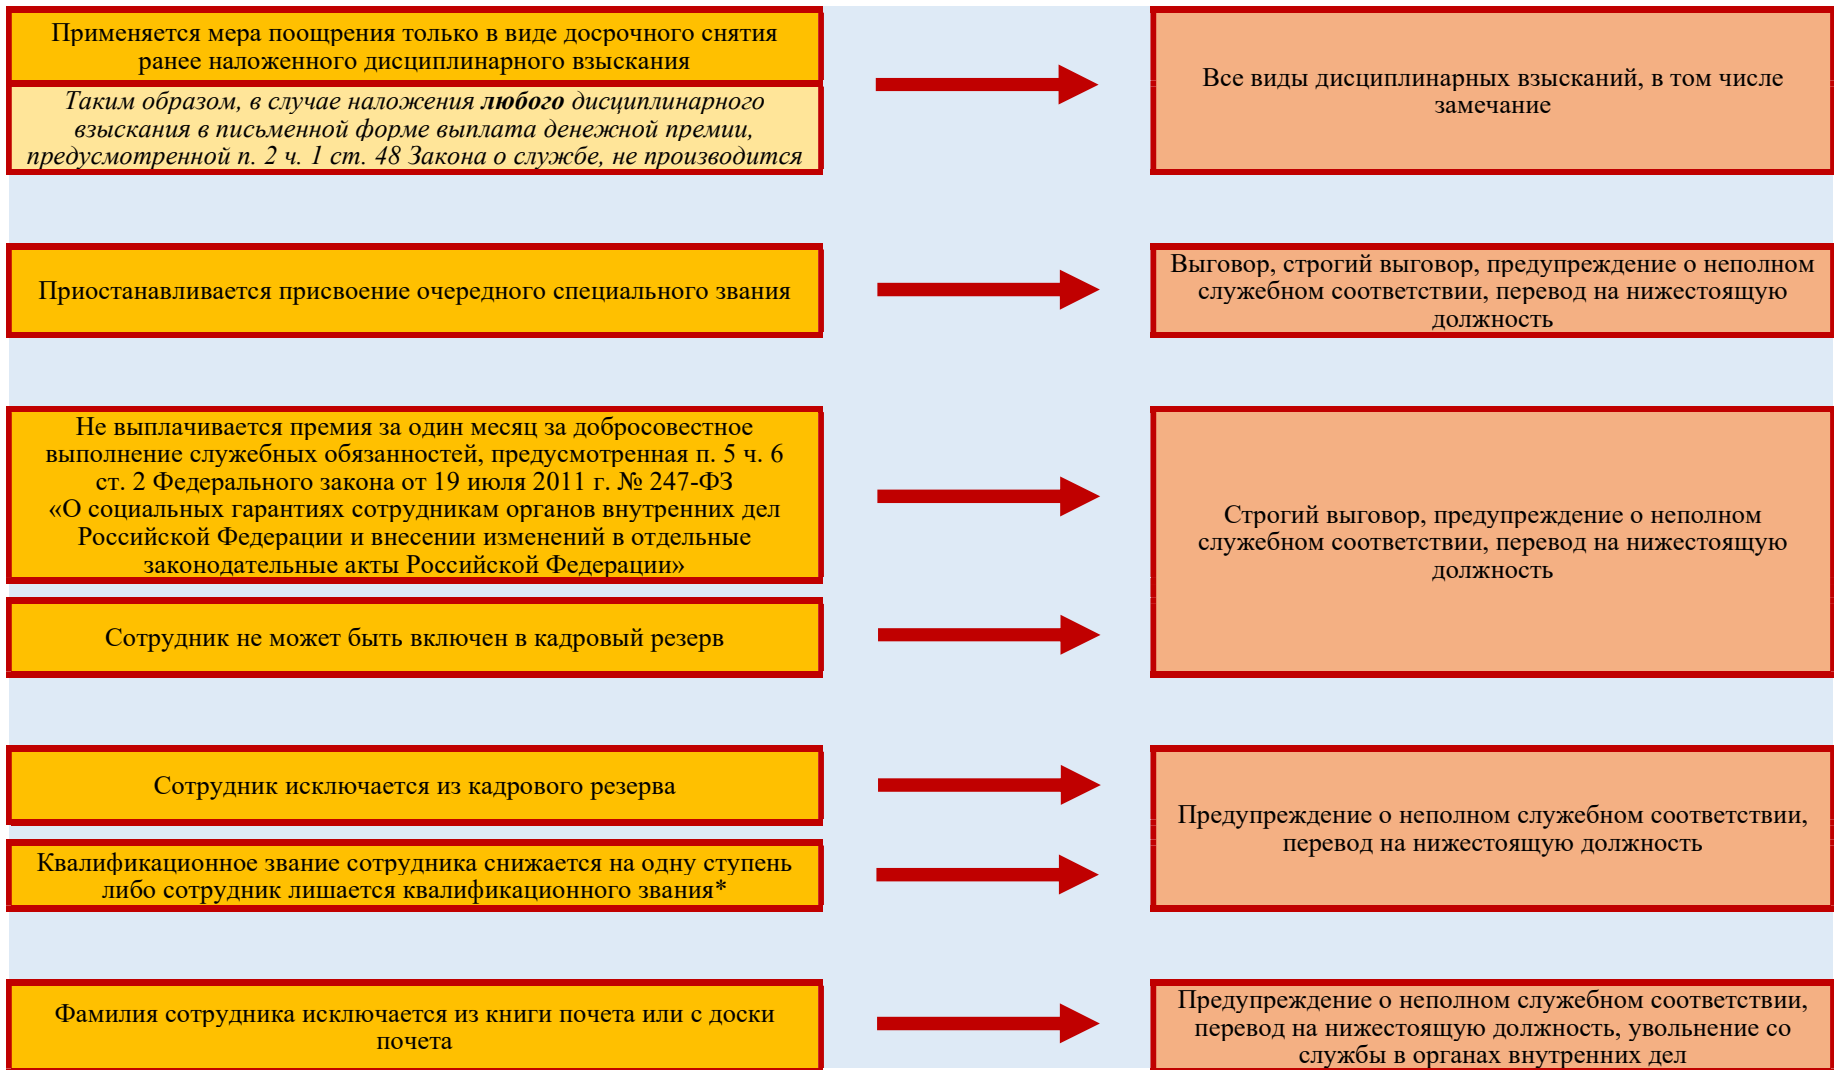 Применяется мера поощрения только в виде досрочного снятия
ранее наложенного дисциплинарного взыскания
Таким образом, в случае наложения любого дисциплинарного
взыскания в письменной форме выплата денежной премии,
предусмотренной п. 2 ч. 1 ст. 48 Закона о службе, не производится
Все виды дисциплинарных взысканий, в том числе
замечание
Приостанавливается присвоение очередного специального звания
Выговор, строгий выговор, предупреждение о неполном
служебном соответствии, перевод на нижестоящую
должность
Не выплачивается премия за один месяц за добросовестное
выполнение служебных обязанностей, предусмотренная п. 5 ч. 6
ст. 2 Федерального закона от 19 июля 2011 г. № 247-ФЗ
«О социальных гарантиях сотрудникам органов внутренних дел
Российской Федерации и внесении изменений в отдельные
законодательные акты Российской Федерации»
Сотрудник не может быть включен в кадровый резерв
Строгий выговор, предупреждение о неполном
служебном соответствии, перевод на нижестоящую
должность
Сотрудник исключается из кадрового резерва
Квалификационное звание сотрудника снижается на одну ступень
либо сотрудник лишается квалификационного звания*
Предупреждение о неполном служебном соответствии,
перевод на нижестоящую должность
Фамилия сотрудника исключается из книги почета или с доски
почета
Предупреждение о неполном служебном соответствии,
перевод на нижестоящую должность, увольнение со
службы в органах внутренних дел